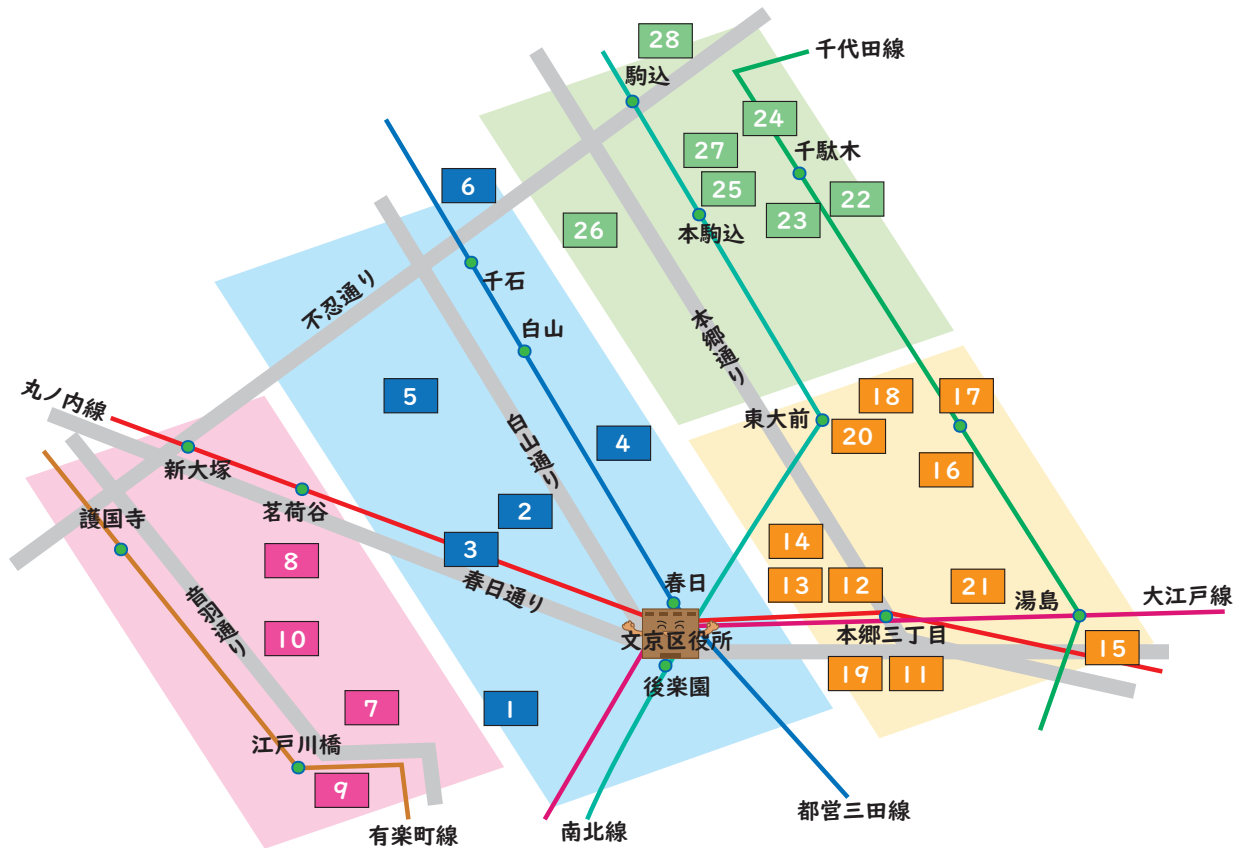 28
千代田線
駒込
24
27
千駄木
6
25
22
23
26
本駒込
千石
不忍通り
白山
本郷通り
丸ノ内線
5
18
17
東大前
白山通り
4
20
新大塚
16
茗荷谷
2
護国寺
14
3
8
春日通り
春日
13
12
21
湯島
大江戸線
音羽通り
10
文京区役所
本郷三丁目
15
後楽園
19
11
7
1
江戸川橋
9
都営三田線
有楽町線
南北線